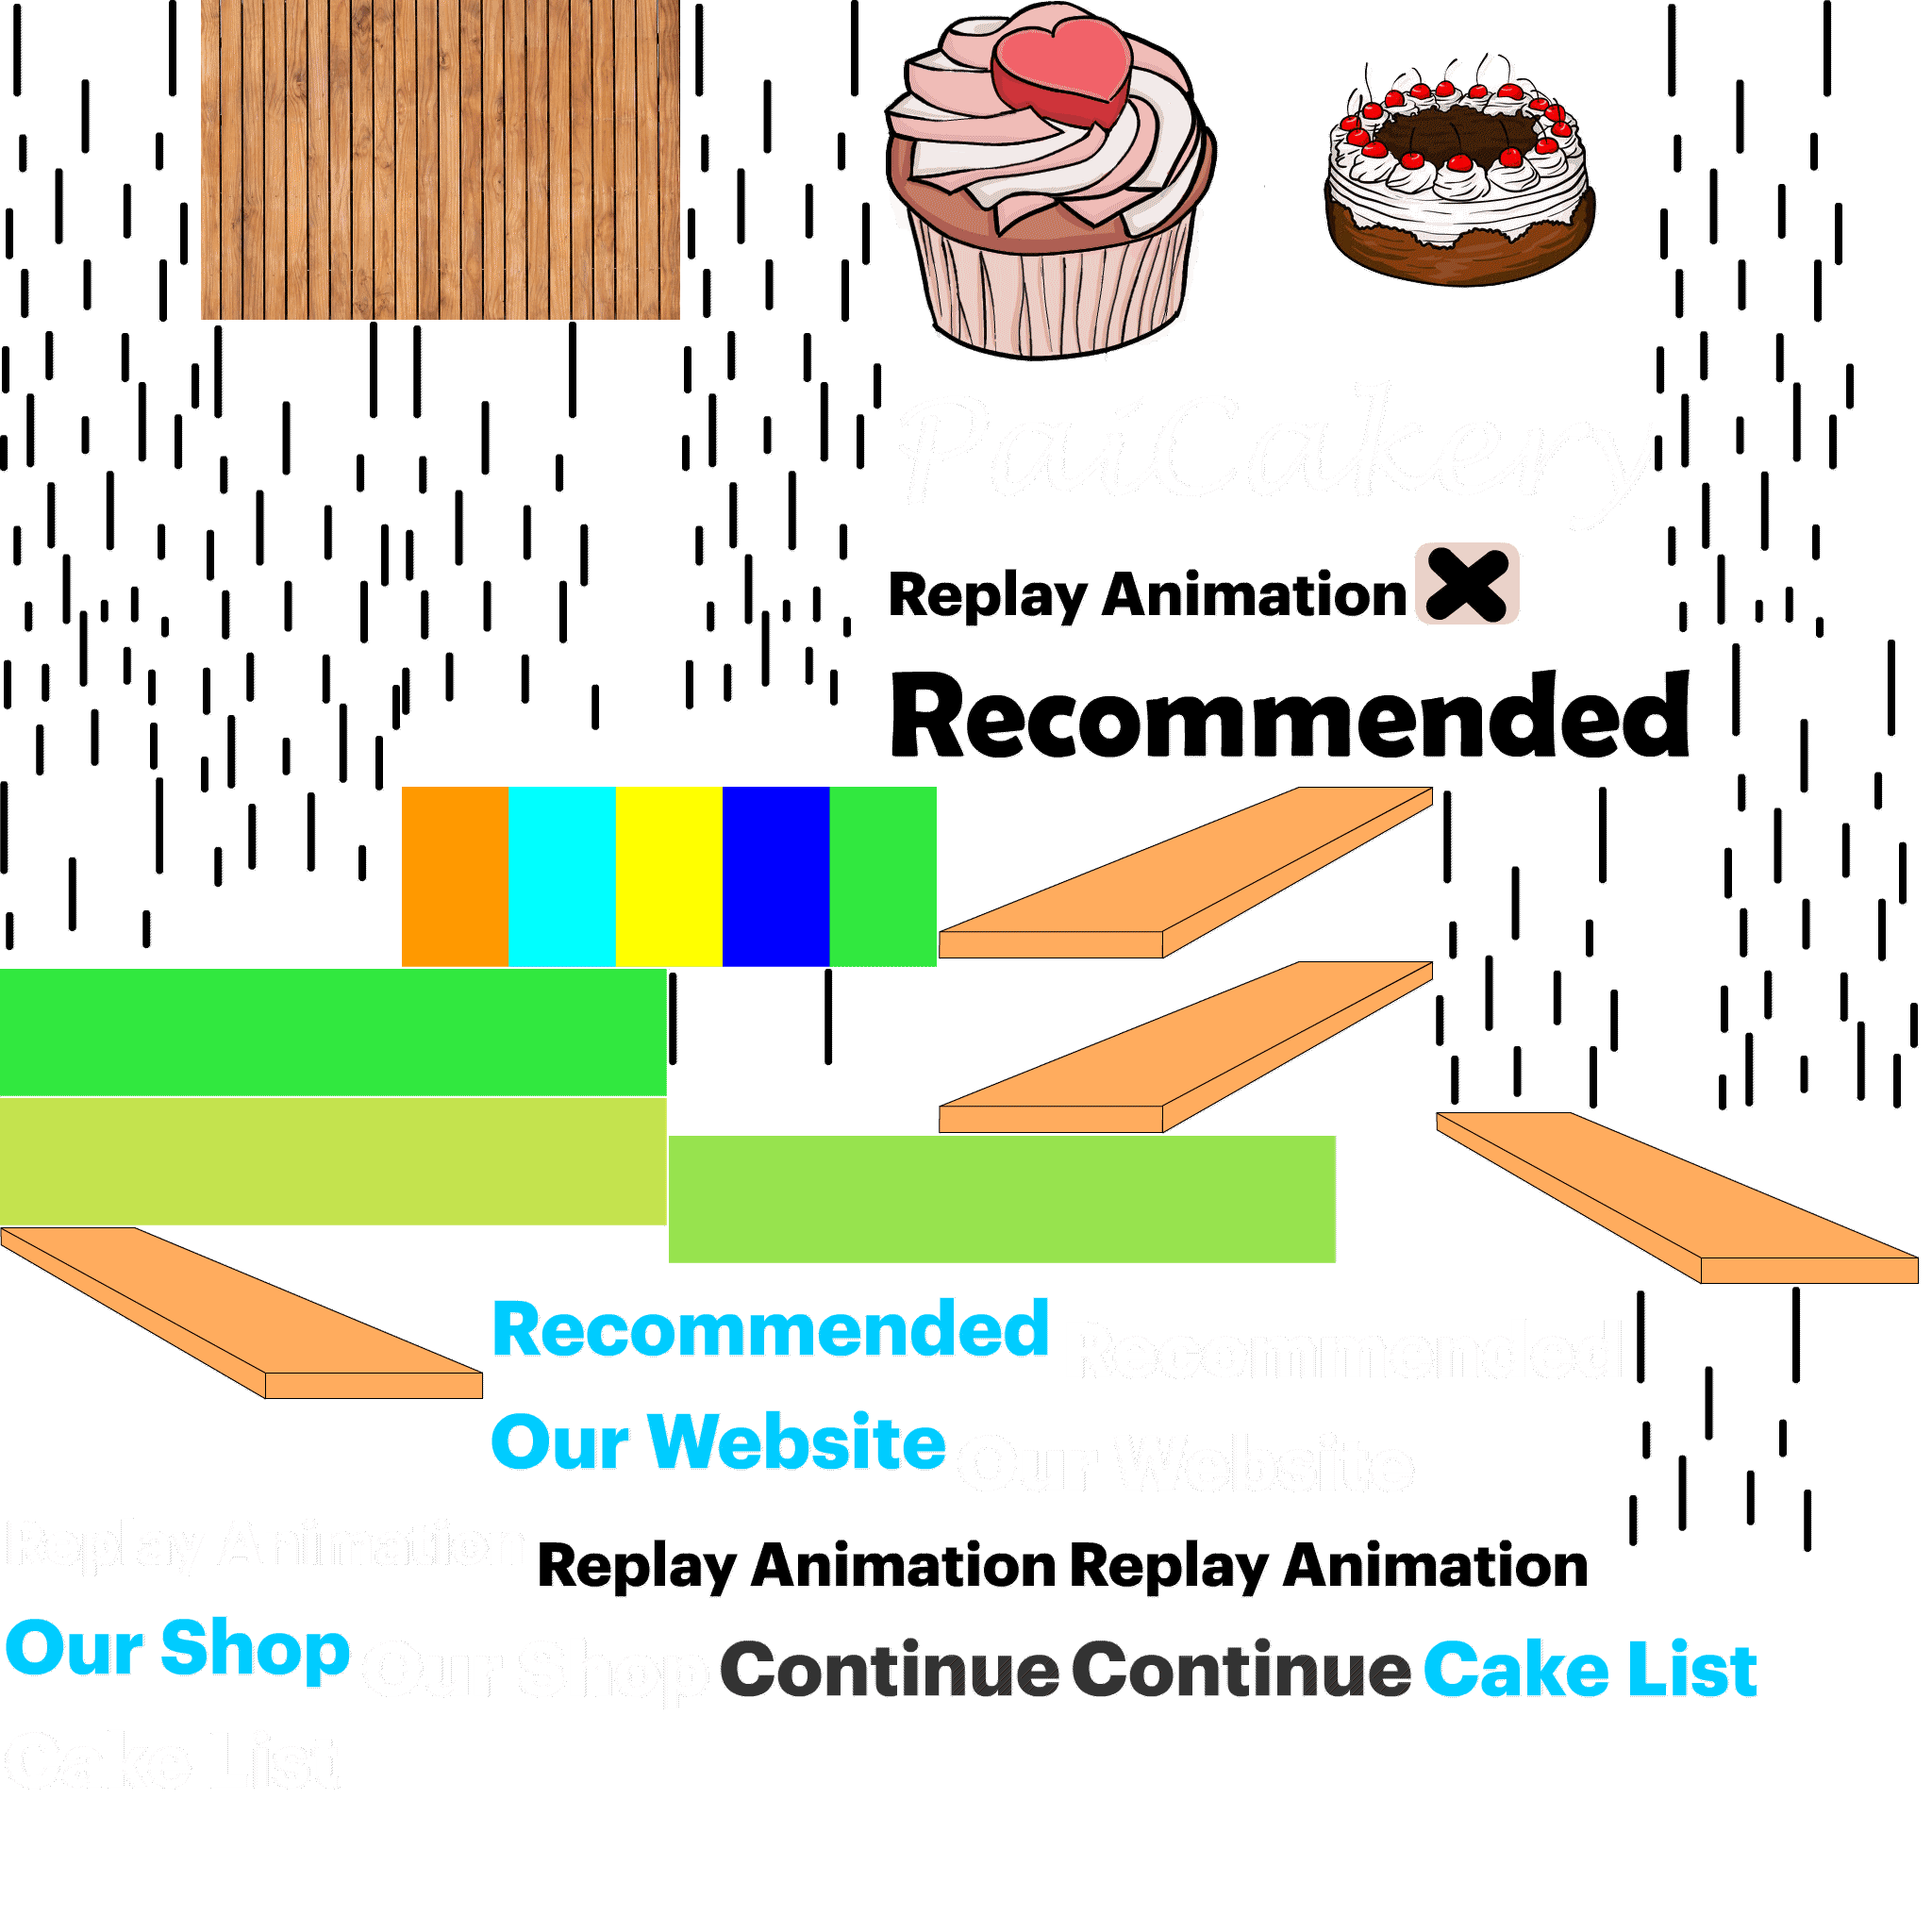 PaiCakery
Replay Animation
Recommended
Recommended Recommended
Our Website Our Website
Replay Animation Replay Animation Replay Animation
Our Shop Our Shop Continue Continue Cake List
Cake List